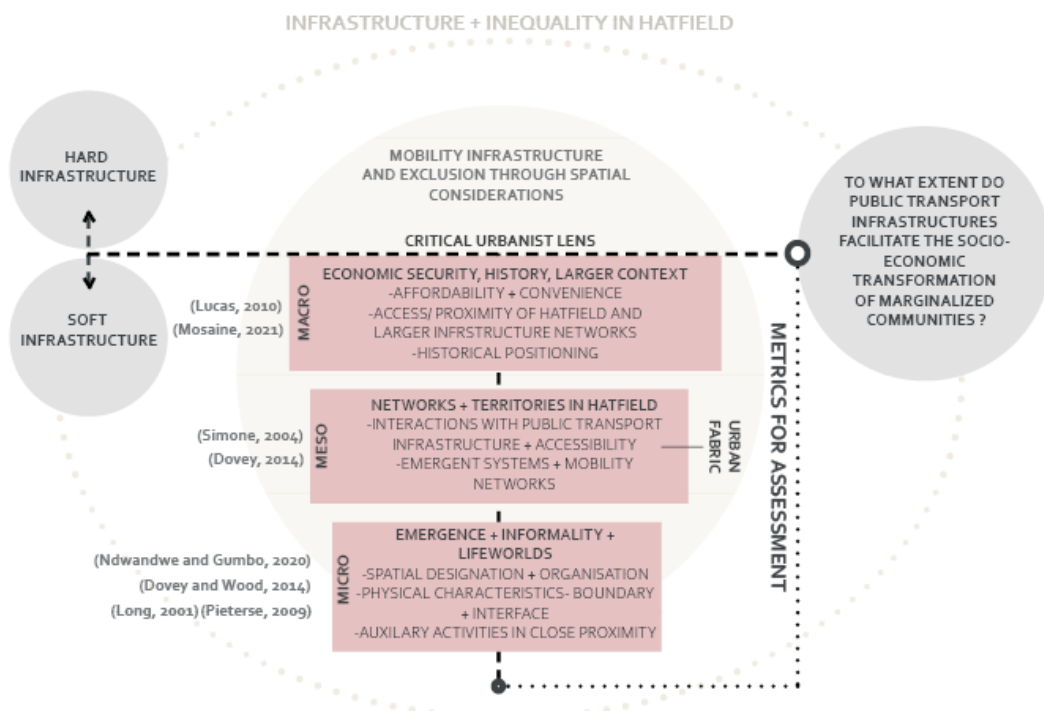 INFRASTRUCTURE + INEQUALITY IN HATFIELD
HARD
INFRASTRUCTURE
SOFT
INFRASTRUCTURE
MOBILITY INFRASTRUCTURE
AND EXCLUSION THROUGH SPATIAL
CONSIDERATIONS
CRITICAL URBANIST LENS
TO WHAT EXTENT DO
PUBLIC TRANSPORT
INFRASTRUCTURES
FACILITATE THE SOCIO-
ECONOMIC
TRANSFORMATION
OF MARGINALIZED
COMMUNITIES ?
(Lucas, 2010)
(Mosaine, 2021)
MACRO
ECONOMIC SECURITY, HISTORY, LARGER CONTEXT
-AFFORDABILITY + CONVENIENCE
-ACCESS/ PROXIMITY OF HATFIELD AND
LARGER INFRSTRUCTURE NETWORKS
-HISTORICAL POSITIONING
(Simone, 2004)
(Dovey, 2014)
MESO
NETWORKS + TERRITORIES IN HATFIELD
-INTERACTIONS WITH PUBLIC TRANSPORT
INFRASTRUCTURE + ACCESSIBILITY
-EMERGENT SYSTEMS + MOBILITY
NETWORKS
URBAN
FABRIC
(Ndwandwe and Gumbo, 2020)
(Dovey and Wood, 2014)
(Long, 2001) (Pieterse, 2009)
MICRO
EMERGENCE + INFORMALITY +
LIFEWORLDS
-SPATIAL DESIGNATION + ORGANISATION
-PHYSICAL CHARACTERISTICS- BOUNDARY
+ INTERFACE
-AUXILARY ACTIVITIES IN CLOSE PROXIMITY
METRICS FOR ASSESSMENT